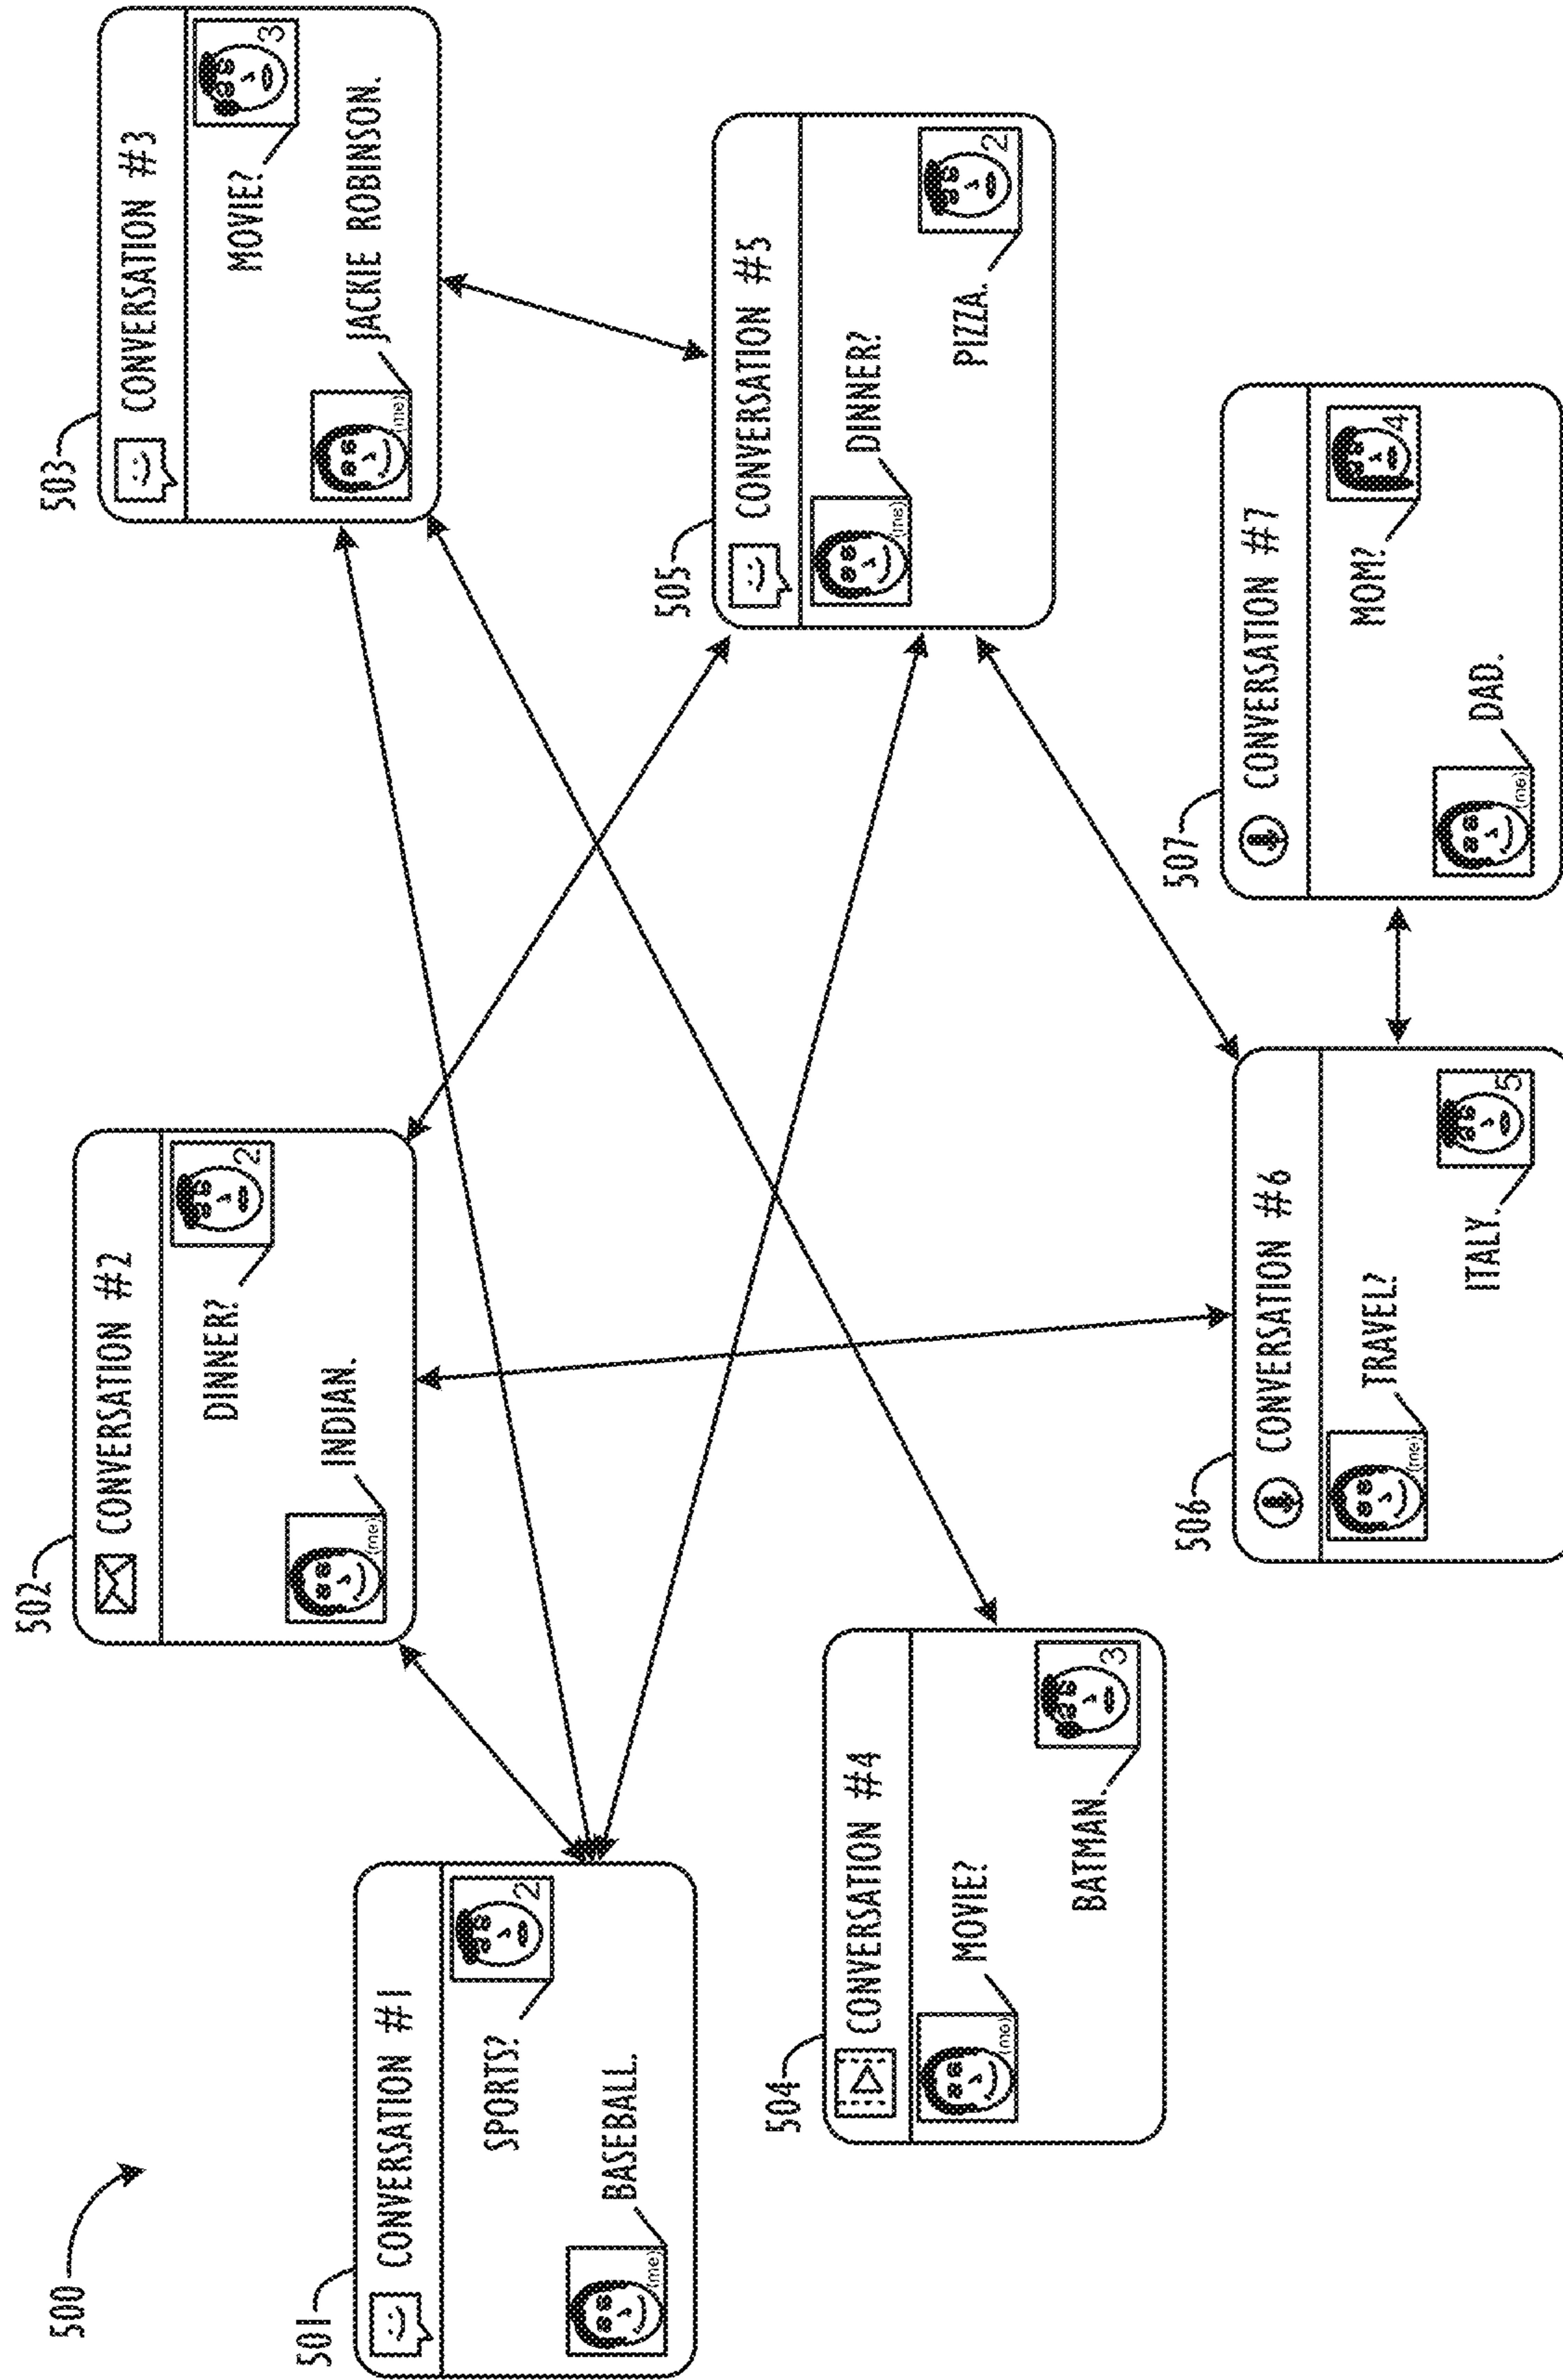 500
501
CONVERSATION #1
SPORTS?
2
BASEBALL.
(me)
502
CONVERSATION #2
DINNER?
2
INDIAN.
(me)
503
CONVERSATION #3
MOVIE?
3
JACKIE ROBINSON.
(me)
504
CONVERSATION #4
MOVIE?
(me)
BATMAN.
3
505
CONVERSATION #5
DINNER?
(me)
PIZZA.
2
506
CONVERSATION #6
TRAVEL?
(me)
ITALY.
5
507
CONVERSATION #7
MOM?
4
DAD.
(me)